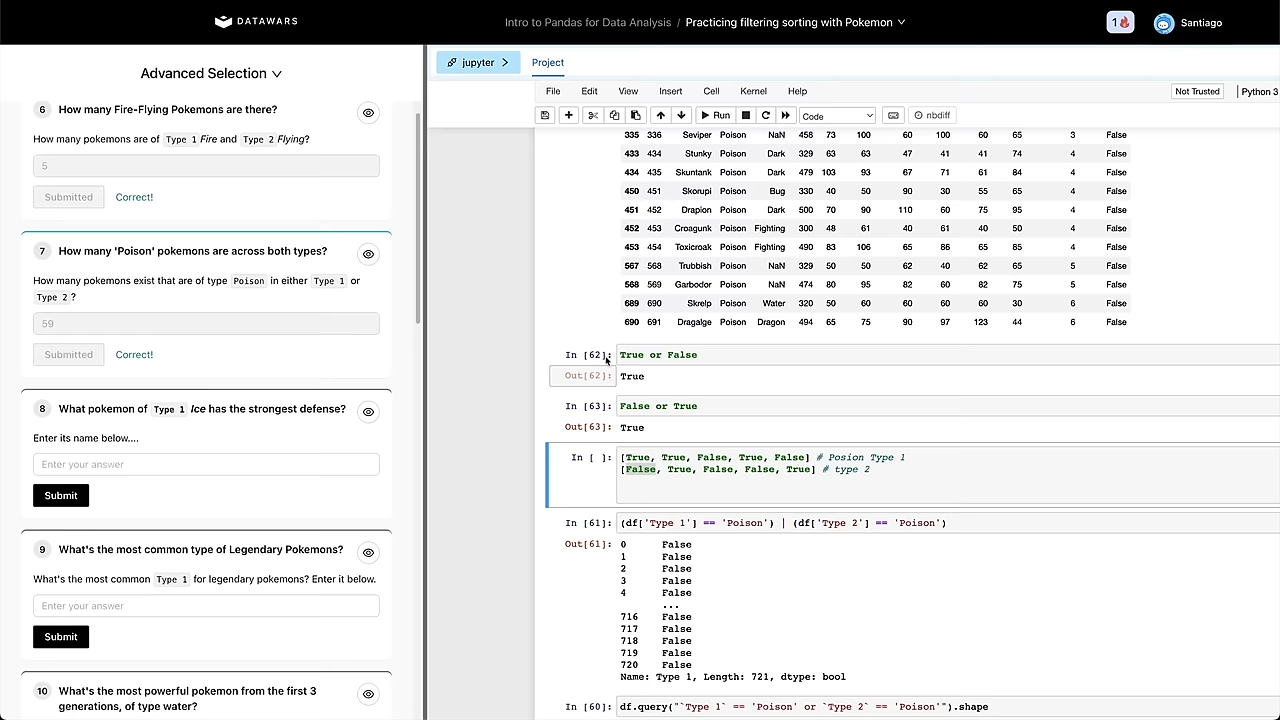 DATAWARS
Intro to Pandas for Data Analysis / Practicing filtering sorting with Pokemon
1
Santiago
Advanced Selection
6 How many Fire-Flying Pokemons are there?
How many pokemons are of Type 1 Fire and Type 2 Flying?
5
Submitted Correct!
7 How many 'Poison' pokemons are across both types?
How many pokemons exist that are of type Poison in either Type 1 or
Type 2 ?
59
Submitted Correct!
8 What pokemon of Type 1 Ice has the strongest defense?
Enter its name below....
Enter your answer
Submit
9 What's the most common type of Legendary Pokemons?
What's the most common Type 1 for legendary pokemons? Enter it below.
Enter your answer
Submit
10 What's the most powerful pokemon from the first 3
generations, of type water?
jupyter Project
File Edit View Insert Cell Kernel Help Not Trusted Python 3
Run Code nbdiff
335 336 Seviper Poison NaN 458 73 100 60 100 60 65 3 False
433 434 Stunky Poison Dark 329 63 63 47 41 41 74 4 False
434 435 Skuntank Poison Dark 479 103 93 67 71 61 84 4 False
450 451 Skorupi Poison Bug 330 40 50 90 30 55 65 4 False
451 452 Drapion Poison Dark 500 70 90 110 60 75 95 4 False
452 453 Croagunk Poison Fighting 300 48 61 40 61 40 50 4 False
453 454 Toxicroak Poison Fighting 490 83 106 65 86 65 85 4 False
567 568 Trubbish Poison NaN 329 50 50 62 40 62 65 5 False
568 569 Garbodor Poison NaN 474 80 95 82 60 82 75 5 False
689 690 Skrelp Poison Water 320 50 60 60 60 60 30 6 False
690 691 Dragalge Poison Dragon 494 65 75 90 97 123 44 6 False
In [62]: True or False
Out[62]: True
In [63]: False or True
Out[63]: True
In [ ]: [True, True, False, True, False] # Posion Type 1
[False, True, False, False, True] # type 2
In [61]: (df['Type 1'] == 'Poison') | (df['Type 2'] == 'Poison')
Out[61]: 0 False
1 False
2 False
3 False
4 False
...
716 False
717 False
718 False
719 False
720 False
Name: Type 1, Length: 721, dtype: bool
In [60]: df.query("`Type 1` == 'Poison' or `Type 2` == 'Poison'").shape